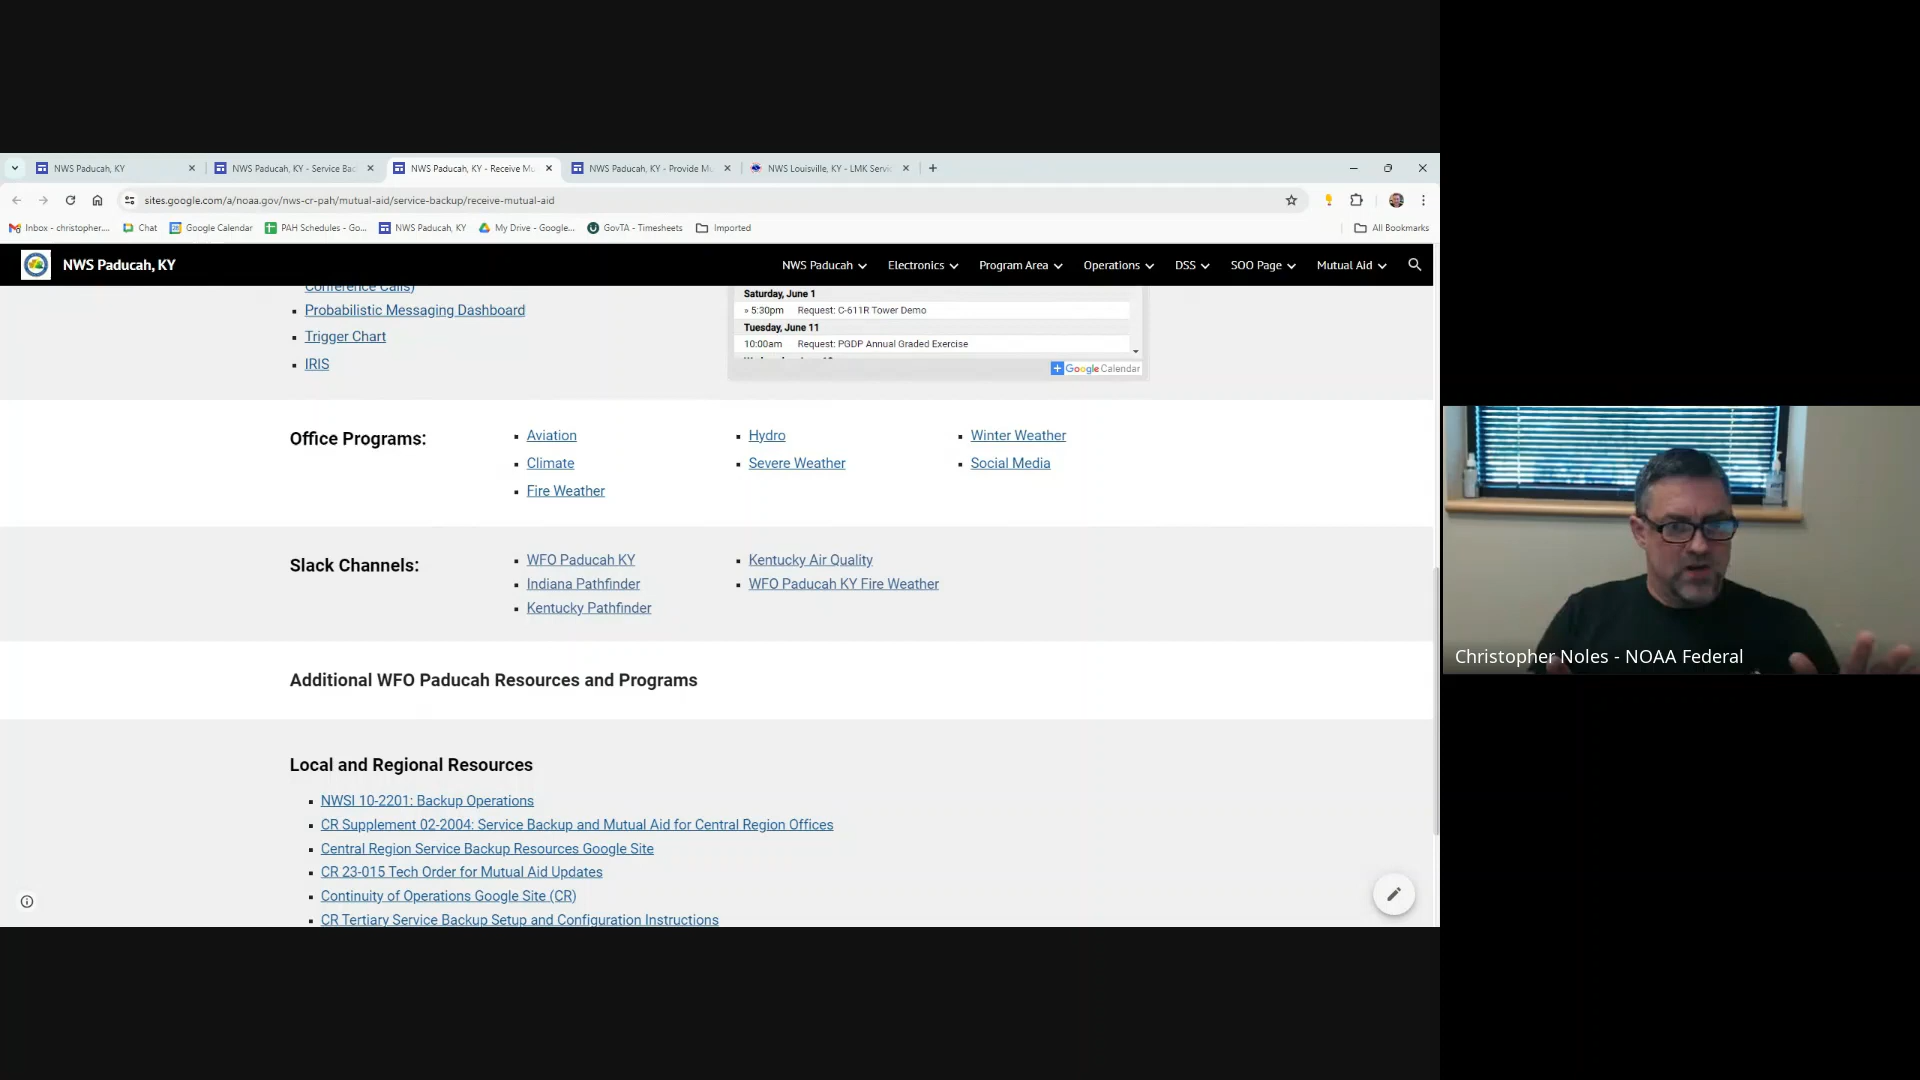 NWS Paducah, KY
NWS Paducah, KY - Service Bac
NWS Paducah, KY - Receive Mu
NWS Paducah, KY - Provide Mu
NWS Louisville, KY - LMK Servic
sites.google.com/a/noaa.gov/nws-cr-pah/mutual-aid/service-backup/receive-mutual-aid
Inbox - christopher....
Chat
Google Calendar
PAH Schedules - Go...
NWS Paducah, KY
My Drive - Google...
GovTA - Timesheets
Imported
All Bookmarks
NWS Paducah, KY
NWS Paducah
Electronics
Program Area
Operations
DSS
SOO Page
Mutual Aid
Conference Calls)
Probabilistic Messaging Dashboard
Trigger Chart
IRIS
Saturday, June 1
» 5:30pm Request: C-611R Tower Demo
Tuesday, June 11
10:00am Request: PGDP Annual Graded Exercise
Google Calendar
Office Programs:
Aviation
Climate
Fire Weather
Hydro
Severe Weather
Winter Weather
Social Media
Slack Channels:
WFO Paducah KY
Indiana Pathfinder
Kentucky Pathfinder
Kentucky Air Quality
WFO Paducah KY Fire Weather
Additional WFO Paducah Resources and Programs
Local and Regional Resources
NWSI 10-2201: Backup Operations
CR Supplement 02-2004: Service Backup and Mutual Aid for Central Region Offices
Central Region Service Backup Resources Google Site
CR 23-015 Tech Order for Mutual Aid Updates
Continuity of Operations Google Site (CR)
CR Tertiary Service Backup Setup and Configuration Instructions
Christopher Noles - NOAA Federal